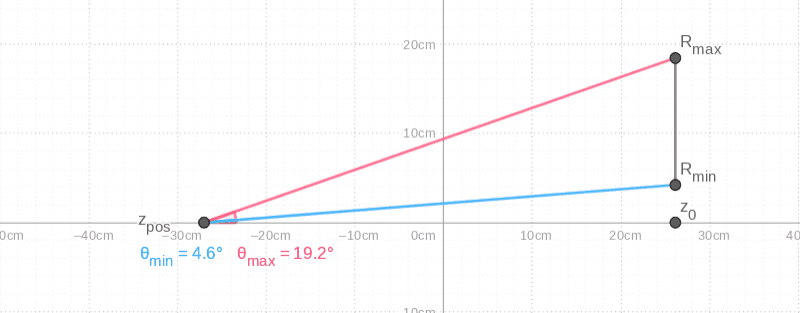 R_max
20cm
10cm
R_min
z_0
z_pos
0cm −40cm −30cm −20cm −10cm 0cm 10cm 20cm 30cm 40
θ_min = 4.6° θ_max = 19.2°
10cm